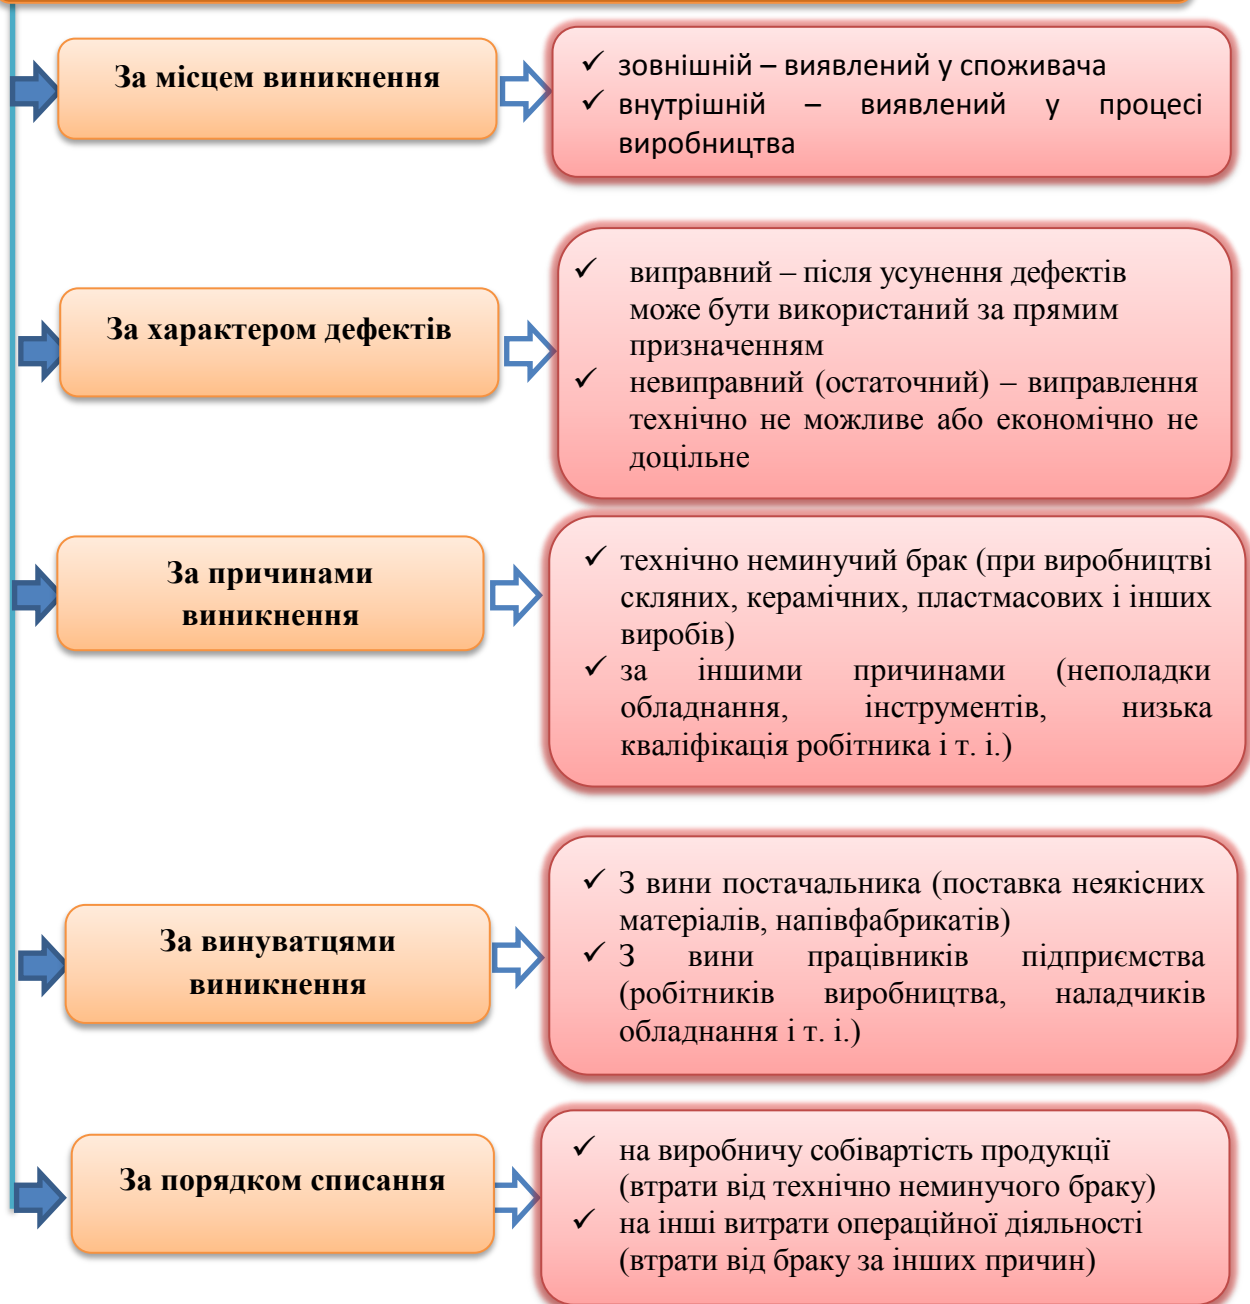 За місцем виникнення
✓ зовнішній – виявлений у споживача
✓ внутрішній – виявлений у процесі
виробництва
За характером дефектів
✓ виправний – після усунення дефектів
може бути використаний за прямим
призначенням
✓ невиправний (остаточний) – виправлення
технічно не можливе або економічно не
доцільне
За причинами
виникнення
✓ технічно неминучий брак (при виробництві
скляних, керамічних, пластмасових і інших
виробів)
✓ за іншими причинами (неполадки
обладнання, інструментів, низька
кваліфікація робітника і т. і.)
За винуватцями
виникнення
✓ З вини постачальника (поставка неякісних
матеріалів, напівфабрикатів)
✓ З вини працівників підприємства
(робітників виробництва, наладчиків
обладнання і т. і.)
За порядком списання
✓ на виробничу собівартість продукції
(втрати від технічно неминучого браку)
✓ на інші витрати операційної діяльності
(втрати від браку за інших причин)